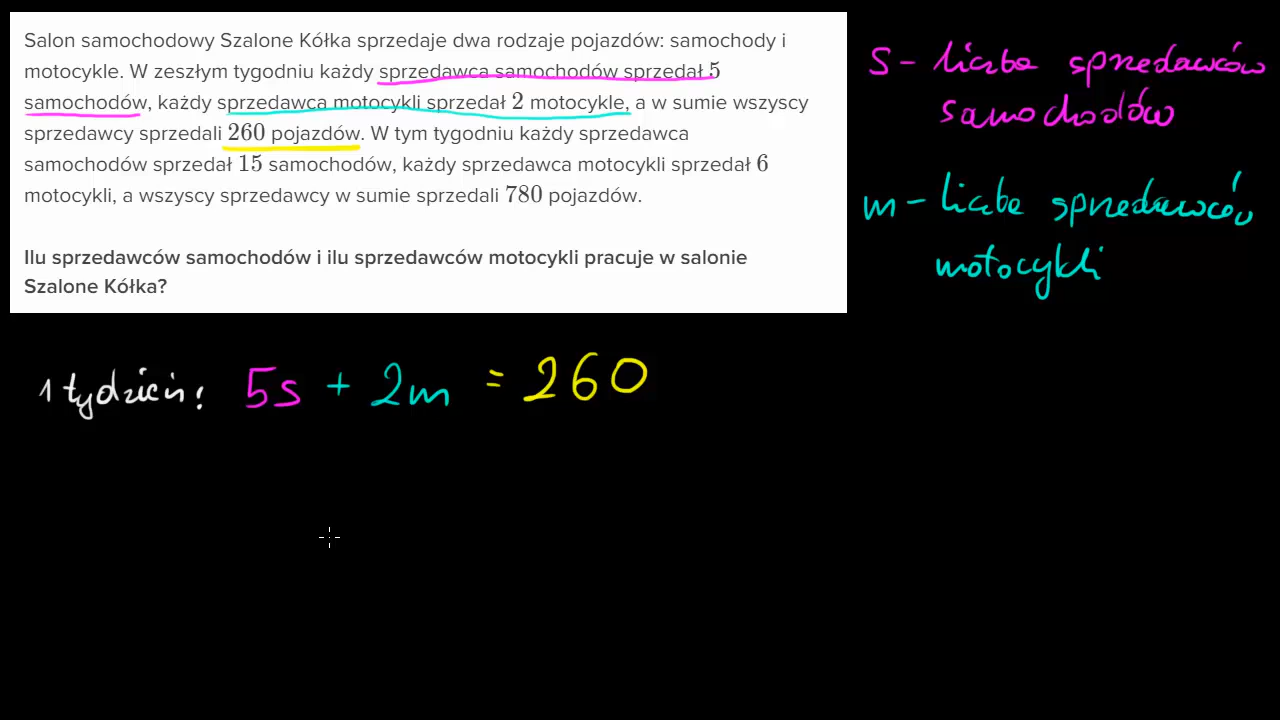 Salon samochodowy Szalone Kółka sprzedaje dwa rodzaje pojazdów: samochody i
motocykle. W zeszłym tygodniu każdy sprzedawca samochodów sprzedał 5
samochodów, każdy sprzedawca motocykli sprzedał 2 motocykle, a w sumie wszyscy
sprzedawcy sprzedali 260 pojazdów. W tym tygodniu każdy sprzedawca
samochodów sprzedał 15 samochodów, każdy sprzedawca motocykli sprzedał 6
motocykli, a wszyscy sprzedawcy w sumie sprzedali 780 pojazdów.
Ilu sprzedawców samochodów i ilu sprzedawców motocykli pracuje w salonie
Szalone Kółka?
s - liczba sprzedawców
samochodów
m - liczba sprzedawców
motocykli
1 tydzień: 5s + 2m = 260